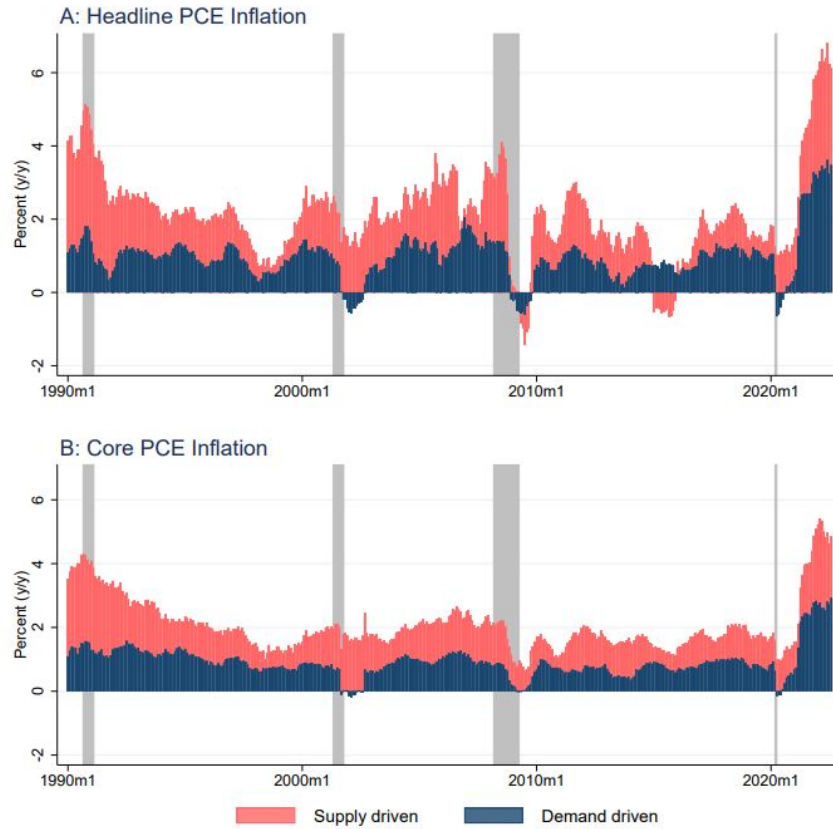 A: Headline PCE Inflation
Percent (y/y)
6
4
2
0
-2
1990m1 2000m1 2010m1 2020m1
B: Core PCE Inflation
Percent (y/y)
6
4
2
0
-2
1990m1 2000m1 2010m1 2020m1
Supply driven Demand driven